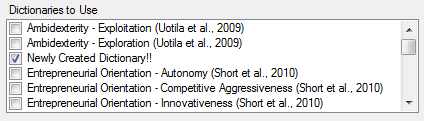 Dictionaries to Use
Ambidexterity - Exploitation (Uotila et al., 2009)
Ambidexterity - Exploration (Uotila et al., 2009)
Newly Created Dictionary!!
Entrepreneurial Orientation - Autonomy (Short et al., 2010)
Entrepreneurial Orientation - Competitive Aggressiveness (Short et al., 2010)
Entrepreneurial Orientation - Innovativeness (Short et al., 2010)